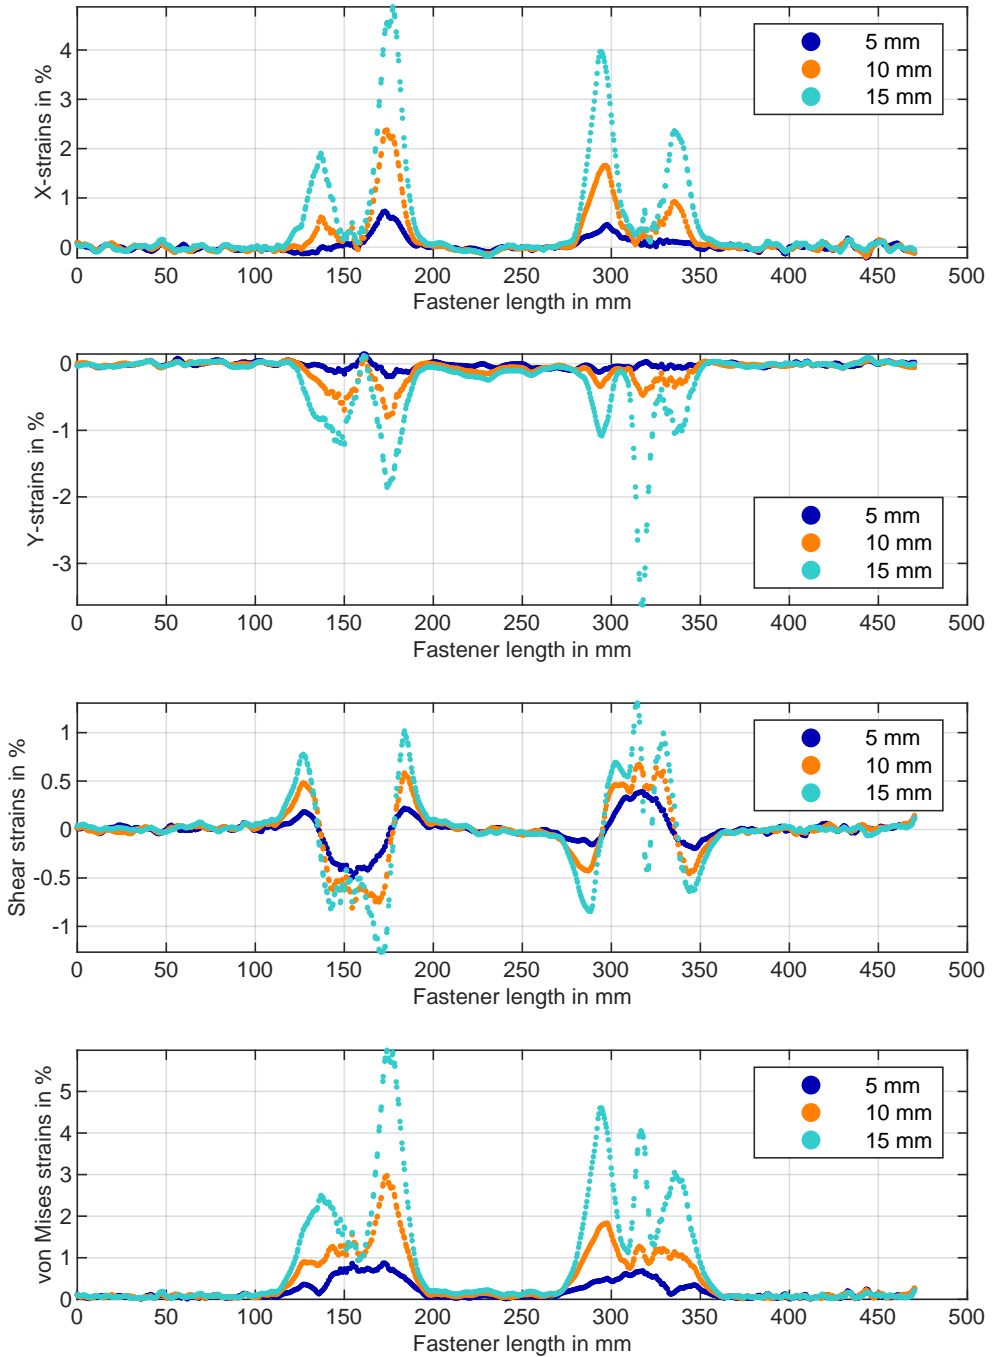 X-strains in %
4
3
2
1
0
5 mm
10 mm
15 mm
0 50 100 150 200 250 300 350 400 450 500
Fastener length in mm
Y-strains in %
0
-1
-2
-3
5 mm
10 mm
15 mm
0 50 100 150 200 250 300 350 400 450 500
Fastener length in mm
Shear strains in %
1
0.5
0
-0.5
-1
5 mm
10 mm
15 mm
0 50 100 150 200 250 300 350 400 450 500
Fastener length in mm
von Mises strains in %
5
4
3
2
1
0
5 mm
10 mm
15 mm
0 50 100 150 200 250 300 350 400 450 500
Fastener length in mm